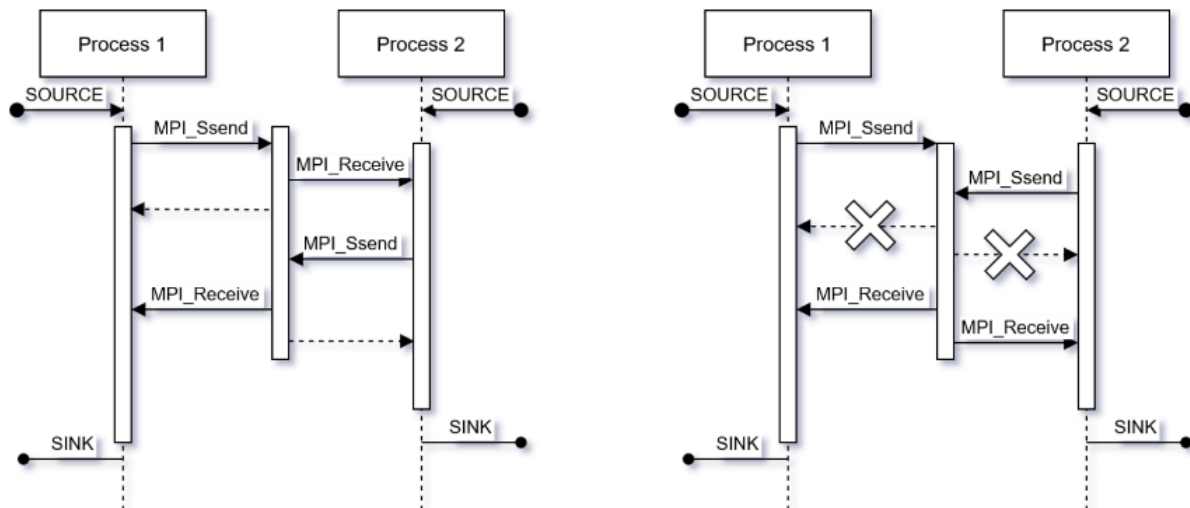 Process 1
Process 2
SOURCE
SOURCE
MPI_Ssend
MPI_Receive
MPI_Ssend
MPI_Receive
SINK
SINK
Process 1
Process 2
SOURCE
SOURCE
MPI_Ssend
MPI_Ssend
MPI_Receive
MPI_Receive
SINK
SINK